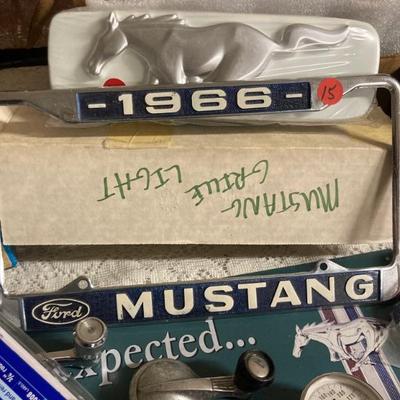 -1966-
15
MUSTANG
GRILLE LIGHT
Ford MUSTANG
xpected...